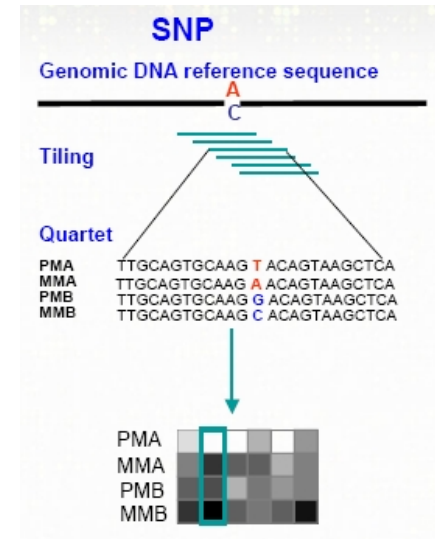 SNP
Genomic DNA reference sequence
A
C
Tiling
Quartet
PMA TTGCAGTGCAAG T ACAGTAAGCTCA
MMA TTGCAGTGCAAG A ACAGTAAGCTCA
PMB TTGCAGTGCAAG G ACAGTAAGCTCA
MMB TTGCAGTGCAAG C ACAGTAAGCTCA
PMA
MMA
PMB
MMB